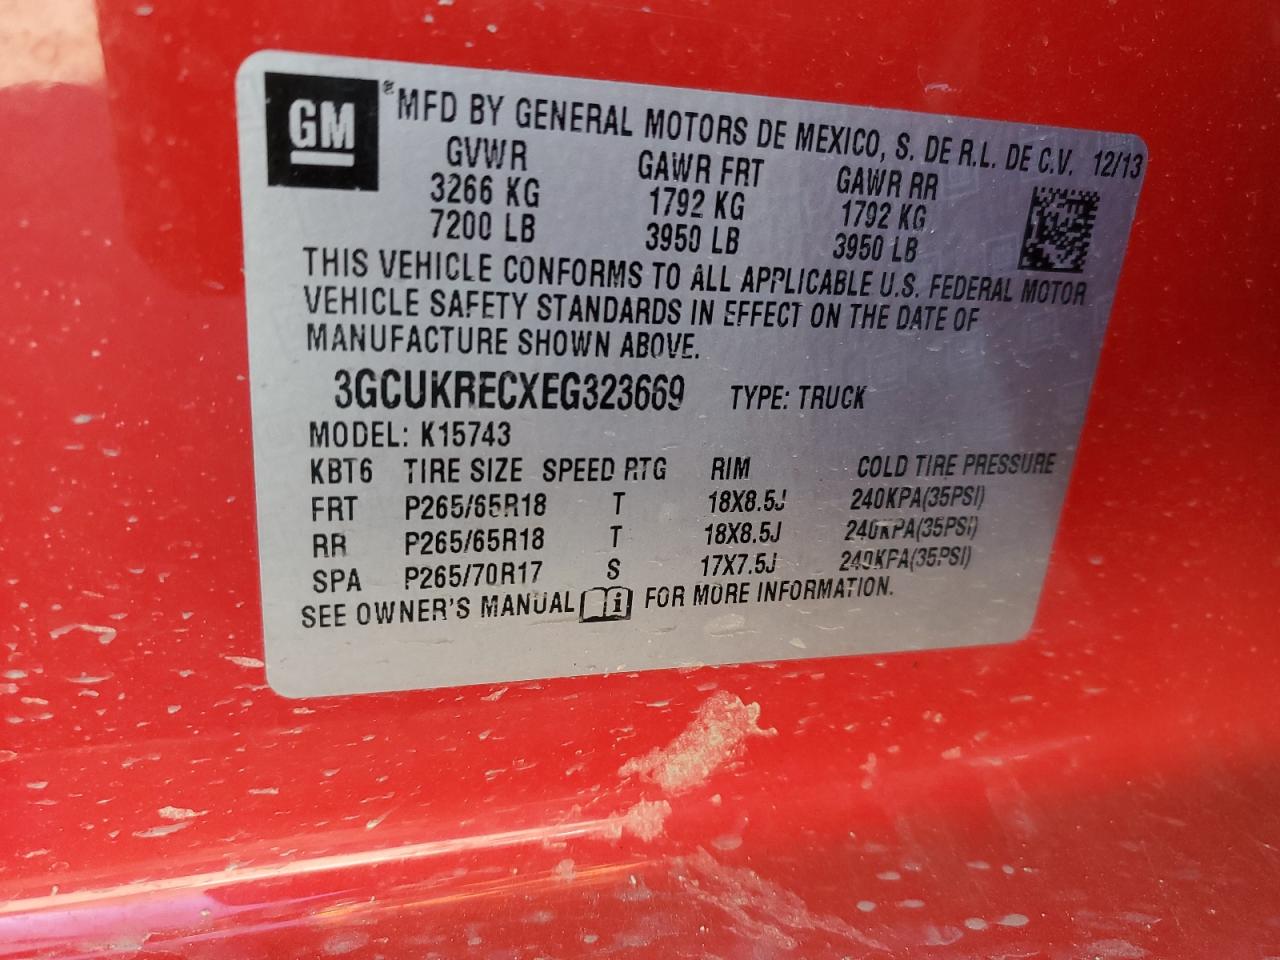 GM
® MFD BY GENERAL MOTORS DE MEXICO, S. DE R.L. DE C.V. 12/13
GVWR GAWR FRT GAWR RR
3266 KG 1792 KG 1792 KG
7200 LB 3950 LB 3950 LB
THIS VEHICLE CONFORMS TO ALL APPLICABLE U.S. FEDERAL MOTOR
VEHICLE SAFETY STANDARDS IN EFFECT ON THE DATE OF
MANUFACTURE SHOWN ABOVE.
3GCUKRECXEG323669 TYPE: TRUCK
MODEL: K15743
KBT6 TIRE SIZE SPEED RTG RIM COLD TIRE PRESSURE
FRT P265/65R18 T 18X8.5J 240KPA(35PSI)
RR P265/65R18 T 18X8.5J 240KPA(35PSI)
SPA P265/70R17 S 17X7.5J 240KPA(35PSI)
SEE OWNER'S MANUAL i FOR MORE INFORMATION.